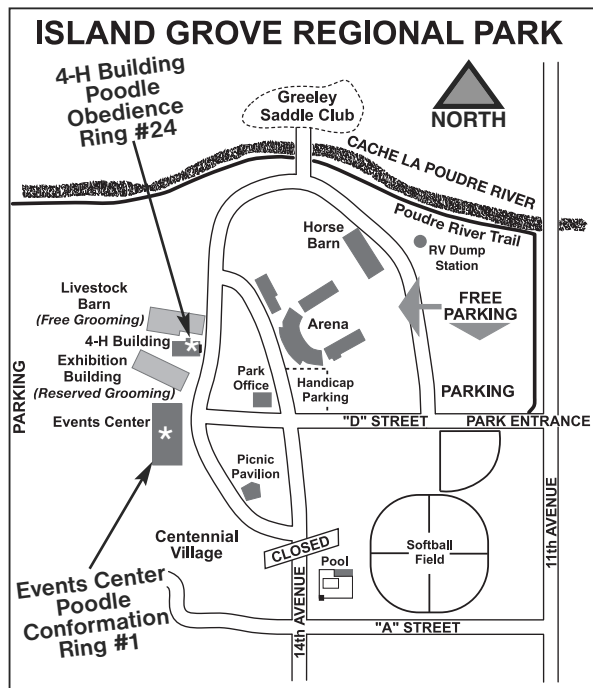 ISLAND GROVE REGIONAL PARK
4-H Building
Poodle
Obedience
Ring #24
Greeley
Saddle Club
NORTH
CACHE LA POUDRE RIVER
Poudre River Trail
Horse
Barn
RV Dump
Station
Livestock
Barn
(Free Grooming)
4-H Building
Exhibition
Building
(Reserved Grooming)
Events Center
PARKING
Arena
FREE
PARKING
Park
Office
Handicap
Parking
PARKING
"D" STREET
PARK ENTRANCE
Picnic
Pavilion
Centennial
Village
CLOSED
Pool
Softball
Field
11th AVENUE
14th AVENUE
"A" STREET
Events Center
Poodle
Conformation
Ring #1